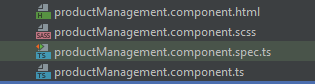 productManagement.component.html
productManagement.component.scss
productManagement.component.spec.ts
productManagement.component.ts